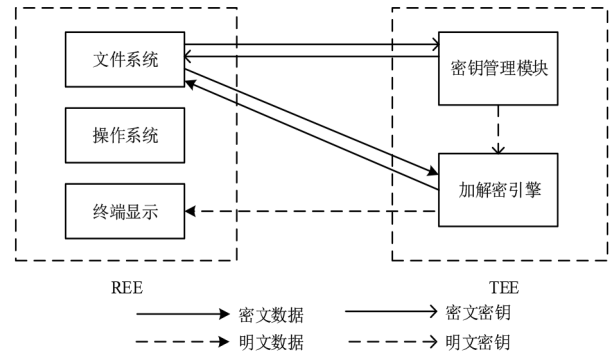 文件系统
密钥管理模块
操作系统
加解密引擎
终端显示
REE
TEE
密文数据
密文密钥
明文数据
明文密钥